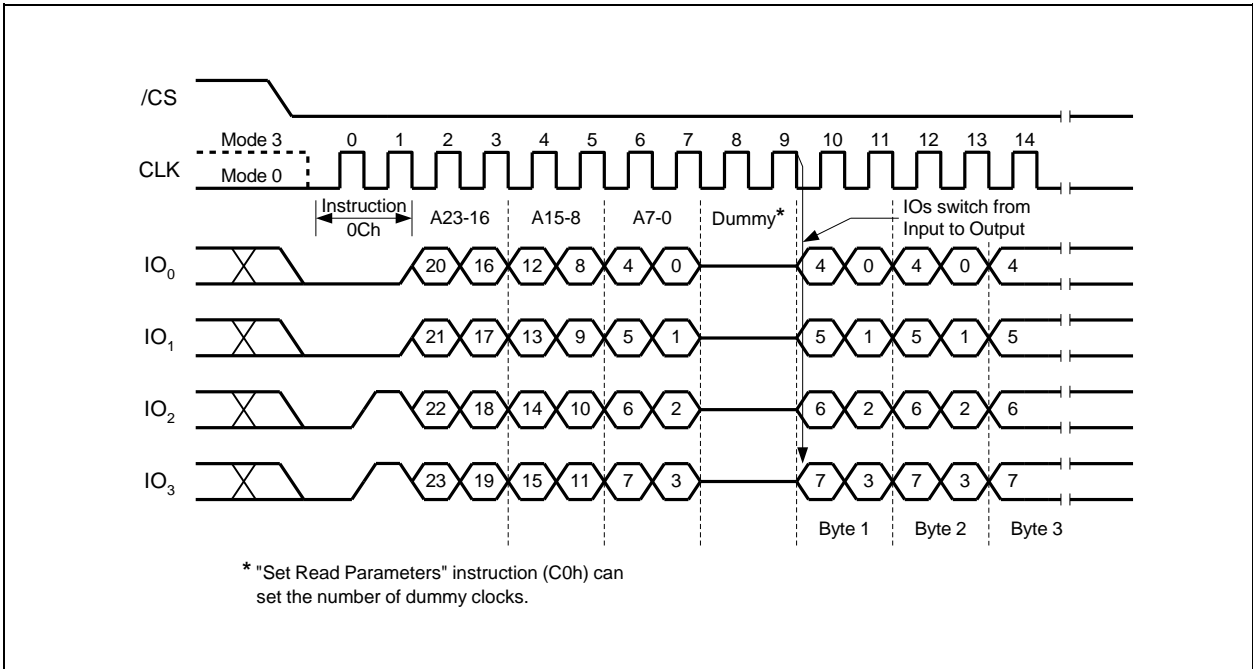 /CS
Mode 3 0 1 2 3 4 5 6 7 8 9 10 11 12 13 14
CLK
Mode 0
Instruction
0Ch
A23-16 A15-8 A7-0 Dummy*
IOs switch from
Input to Output
IO0 20 16 12 8 4 0 4 0 4 0 4
IO1 21 17 13 9 5 1 5 1 5 1 5
IO2 22 18 14 10 6 2 6 2 6 2 6
IO3 23 19 15 11 7 3 7 3 7 3 7
Byte 1 Byte 2 Byte 3
* "Set Read Parameters" instruction (C0h) can
set the number of dummy clocks.